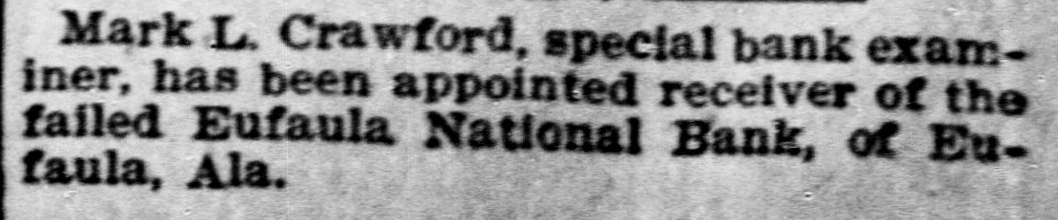 Mark L. Crawford, special bank exam-
iner, has been appointed receiver of the
failed Eufaula National Bank, of Eu-
faula, Ala.